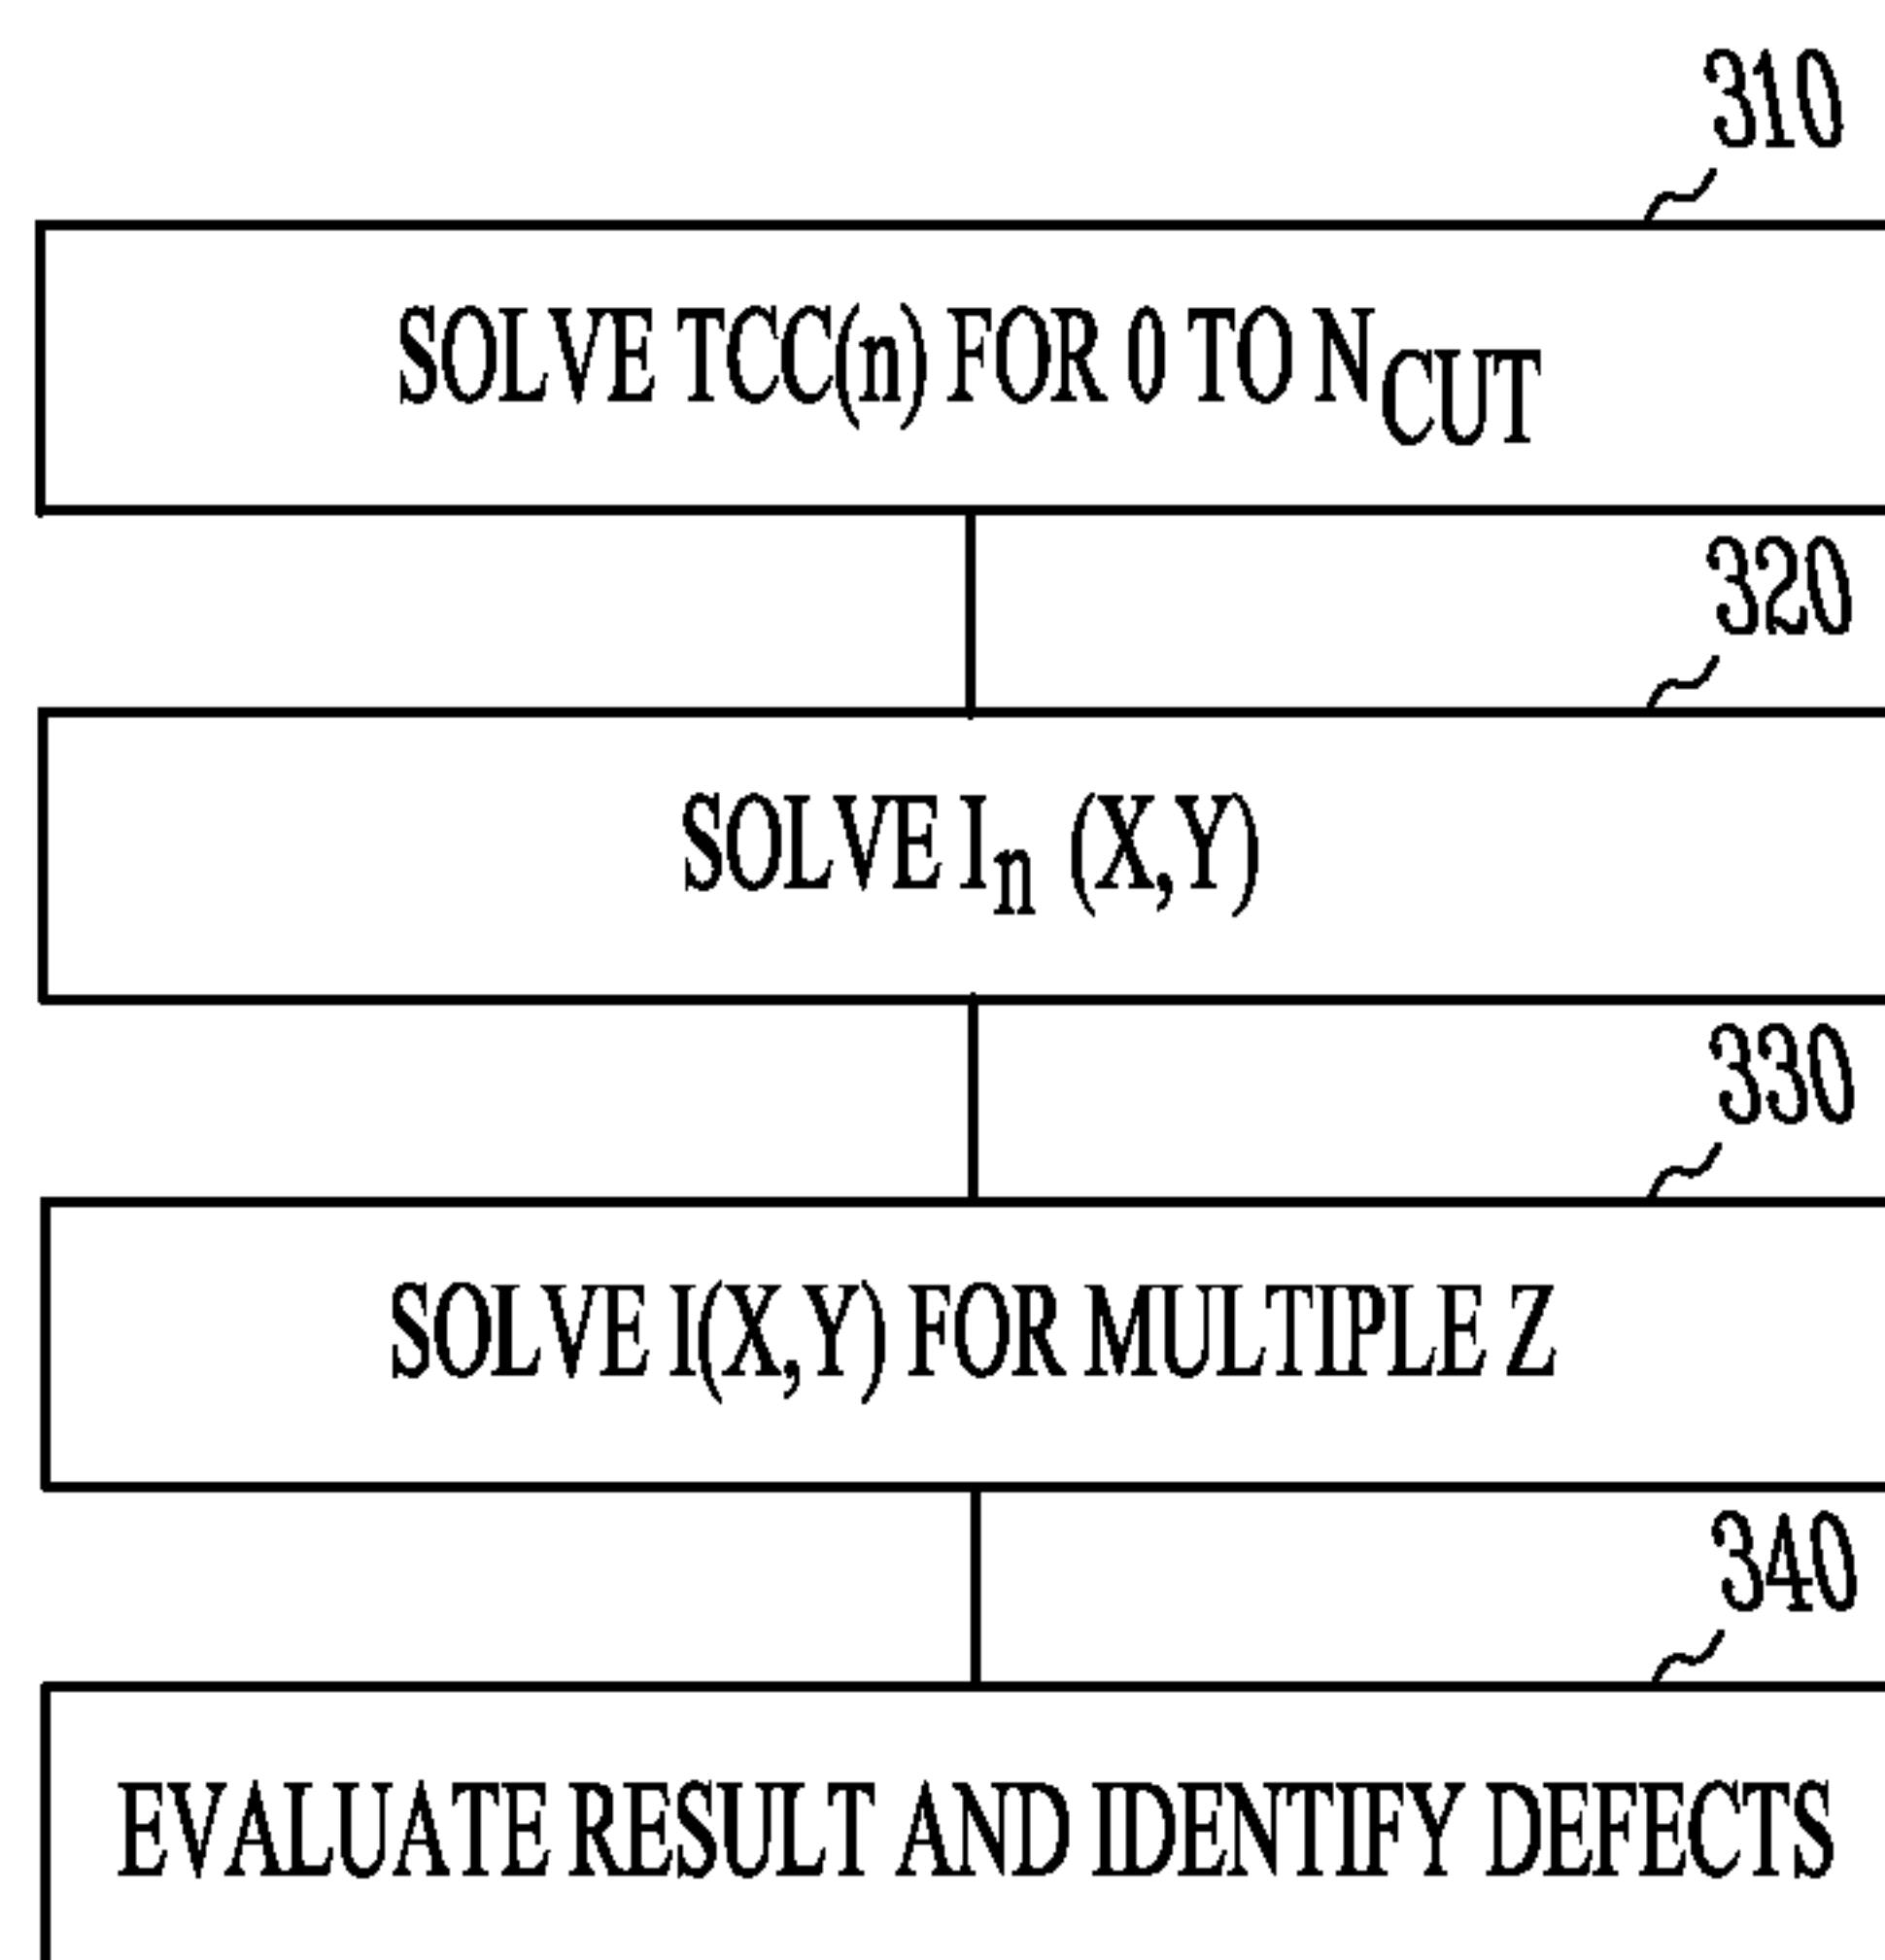 310
SOLVE TCC(n) FOR 0 TO NCUT
320
SOLVE In (X,Y)
330
SOLVE I(X,Y) FOR MULTIPLE Z
340
EVALUATE RESULT AND IDENTIFY DEFECTS